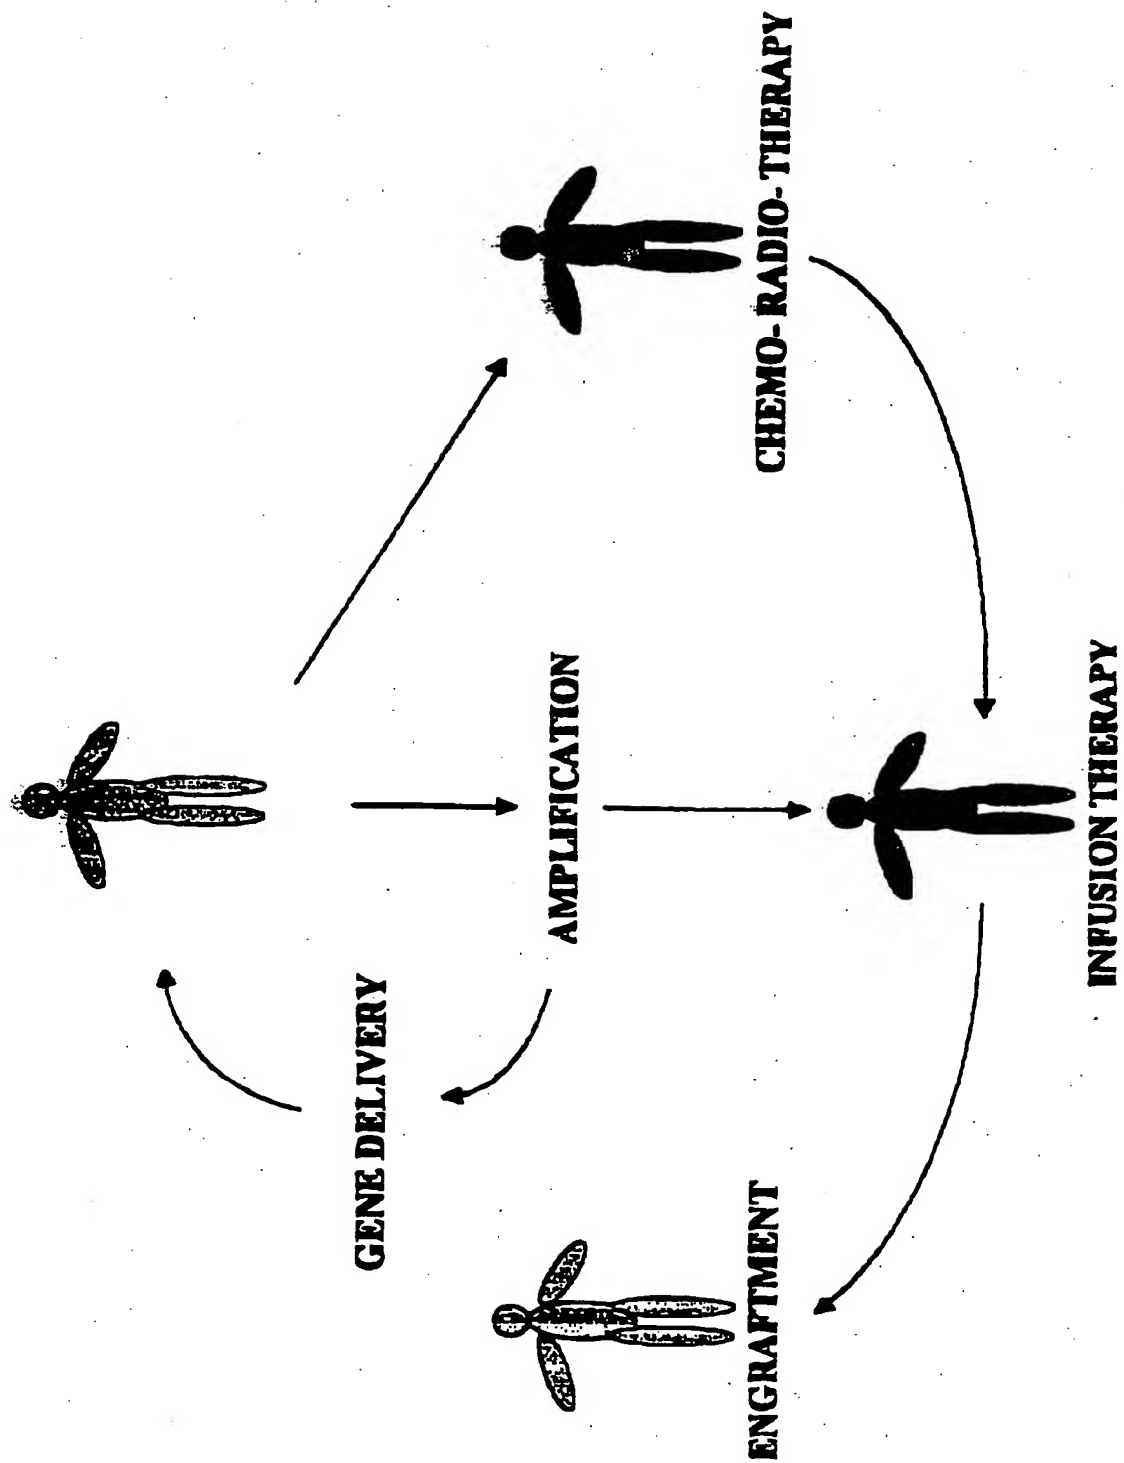 GENE DELIVERY
AMPLIFICATION
ENGRAFTMENT
CHEMO- RADIO- THERAPY
INFUSION THERAPY